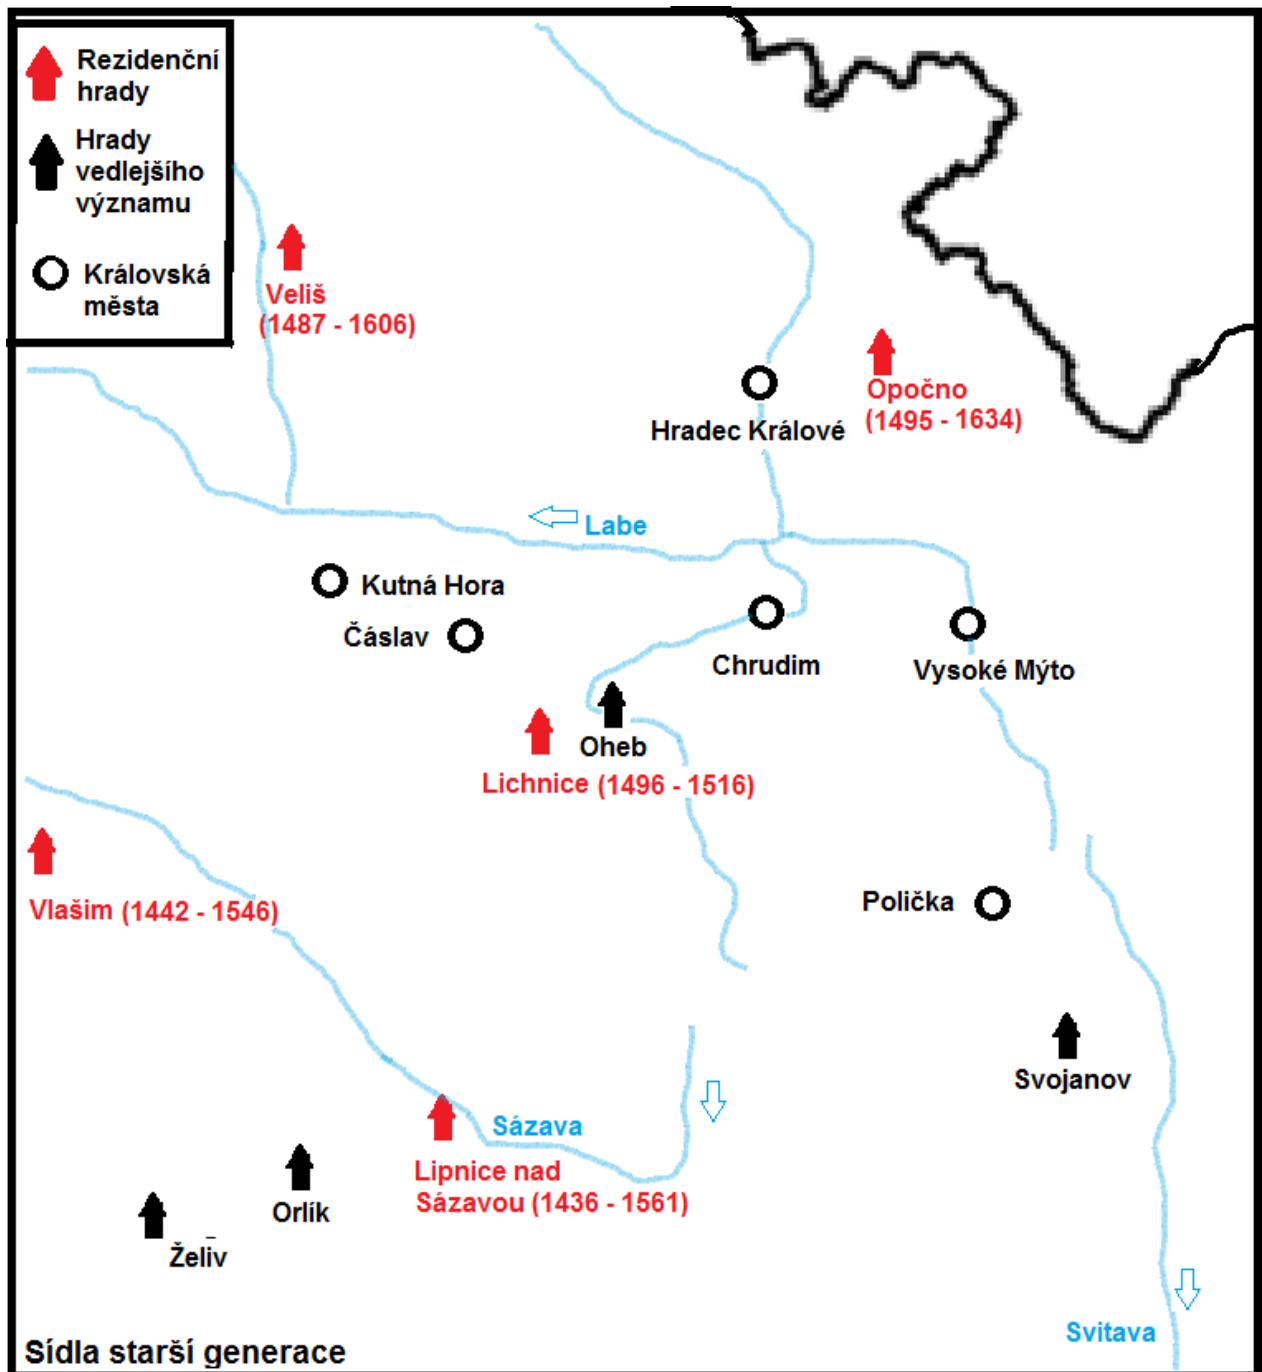 Rezidenční
hrady
Hrady
vedlejšího
významu
Královská
města
Veliš
(1487 - 1606)
Opočno
(1495 - 1634)
Hradec Králové
Labe
Kutná Hora
Čáslav
Chrudim
Vysoké Mýto
Oheb
Lichnice (1496 - 1516)
Vlašim (1442 - 1546)
Polička
Svojanov
Sázava
Lipnice nad
Sázavou (1436 - 1561)
Orlík
Želiv
Svitava
Sídla starší generace